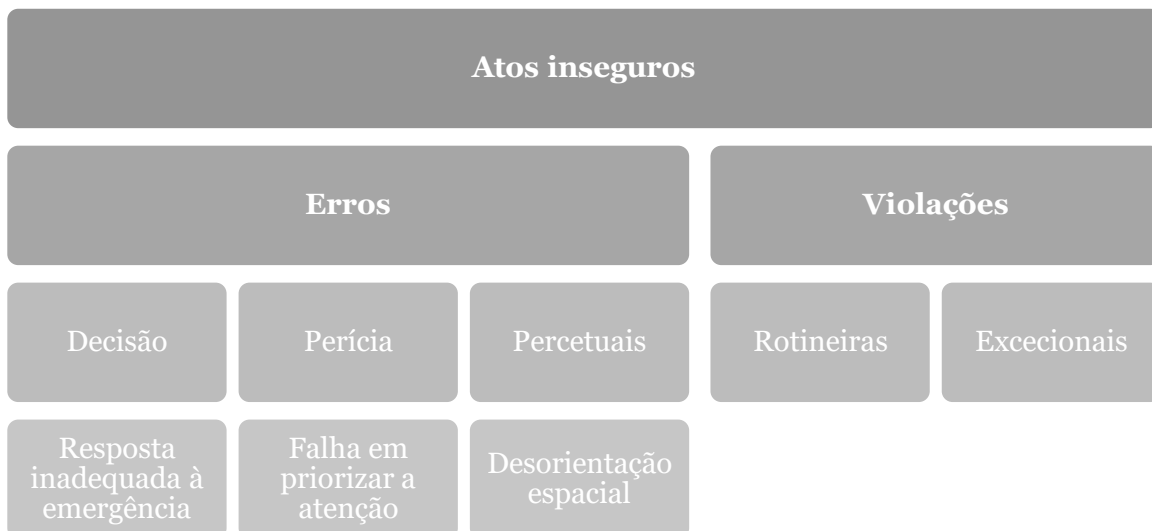 Atos inseguros
Erros
Violações
Decisão
Perícia
Percetuais
Rotineiras
Excecionais
Resposta
inadequada à
emergência
Falha em
priorizar a
atenção
Desorientação
espacial